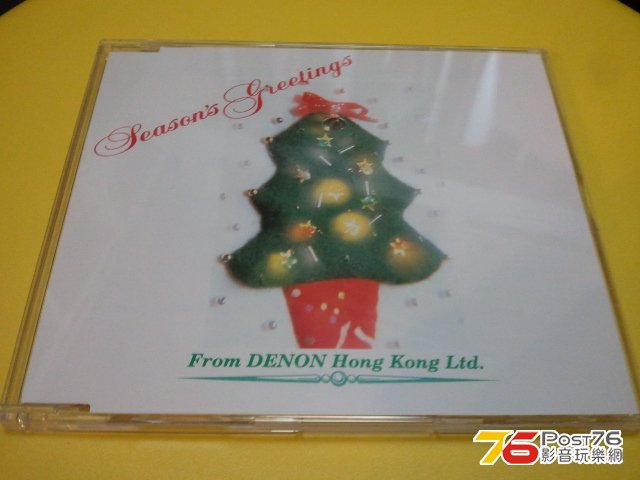 Season's Greetings
From DENON Hong Kong Ltd.
76 POST76
影音玩樂網